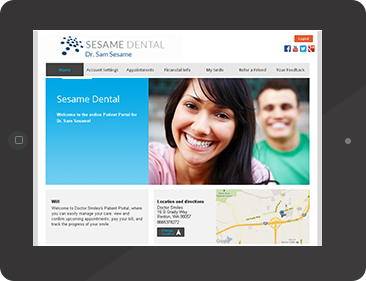 SESAME DENTAL
Dr. Sam Sesame
Logout
Home Account Settings Appointments Financial Info My Smile Refer a Friend Your Feedback
Sesame Dental
Welcome to the online Patient Portal for
Dr. Sam Sesame!
Will
Welcome to Doctor Smiles's Patient Portal, where
you can easily manage your care, view and
confirm upcoming appointments, pay your bill, and
track the progress of your smile.
Location and directions
Doctor Smiles
16 S Grady Way
Renton, WA 98057
8665378272